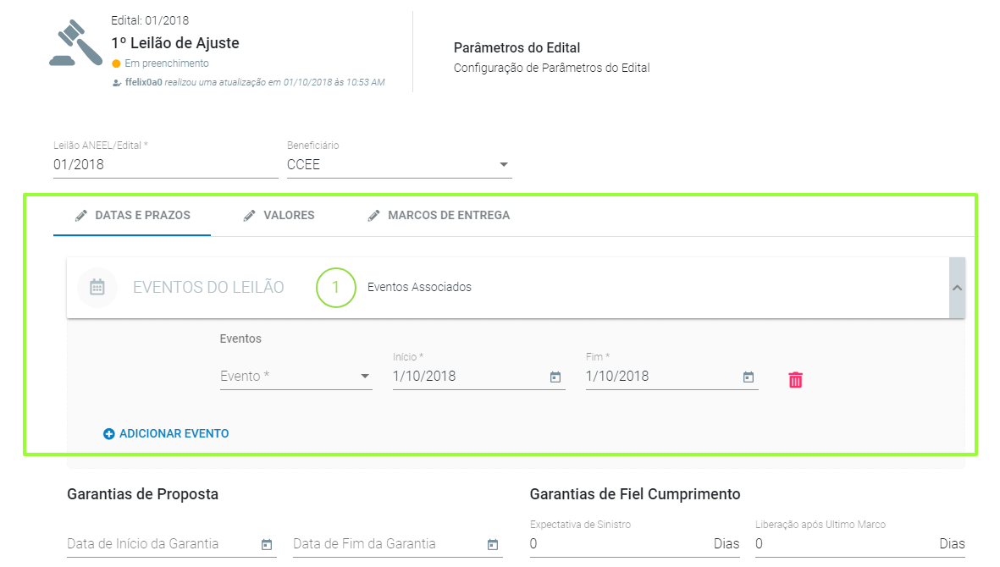 Edital: 01/2018
1º Leilão de Ajuste
Em preenchimento
ffelix0a0 realizou uma atualização em 01/10/2018 às 10:53 AM
Parâmetros do Edital
Configuração de Parâmetros do Edital
Leilão ANEEL/Edital *
01/2018
Beneficiário
CCEE
DATAS E PRAZOS
VALORES
MARCOS DE ENTREGA
EVENTOS DO LEILÃO
1
Eventos Associados
Eventos
Evento *
Início *
1/10/2018
Fim *
1/10/2018
ADICIONAR EVENTO
Garantias de Proposta
Data de Início da Garantia
Data de Fim da Garantia
Garantias de Fiel Cumprimento
Expectativa de Sinistro
0 Dias
Liberação após Ultimo Marco
0 Dias